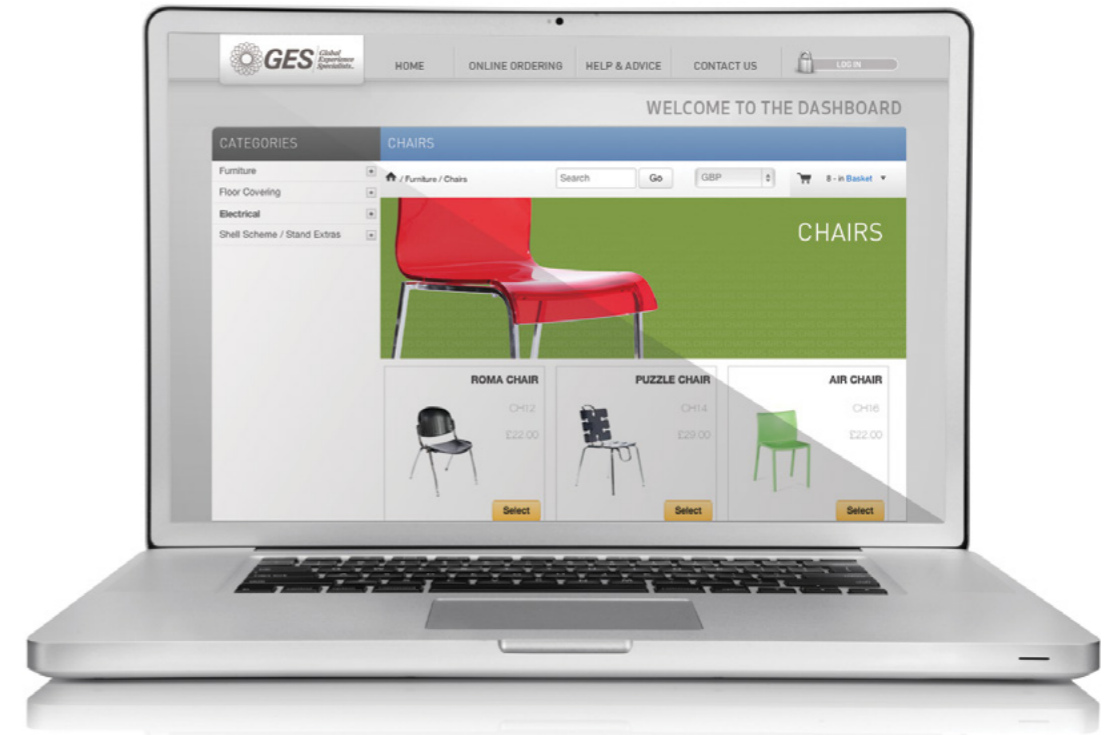 GES Global
Experience
Specialists.
HOME
ONLINE ORDERING
HELP & ADVICE
CONTACT US
LOG IN
WELCOME TO THE DASHBOARD
CATEGORIES
Furniture
Floor Covering
Electrical
Shell Scheme / Stand Extras
CHAIRS
/ Furniture / Chairs
Search
Go
GBP
8 - in Basket
CHAIRS
ROMA CHAIR
CH12
£22.00
Select
PUZZLE CHAIR
CH14
£29.00
Select
AIR CHAIR
CH16
£22.00
Select